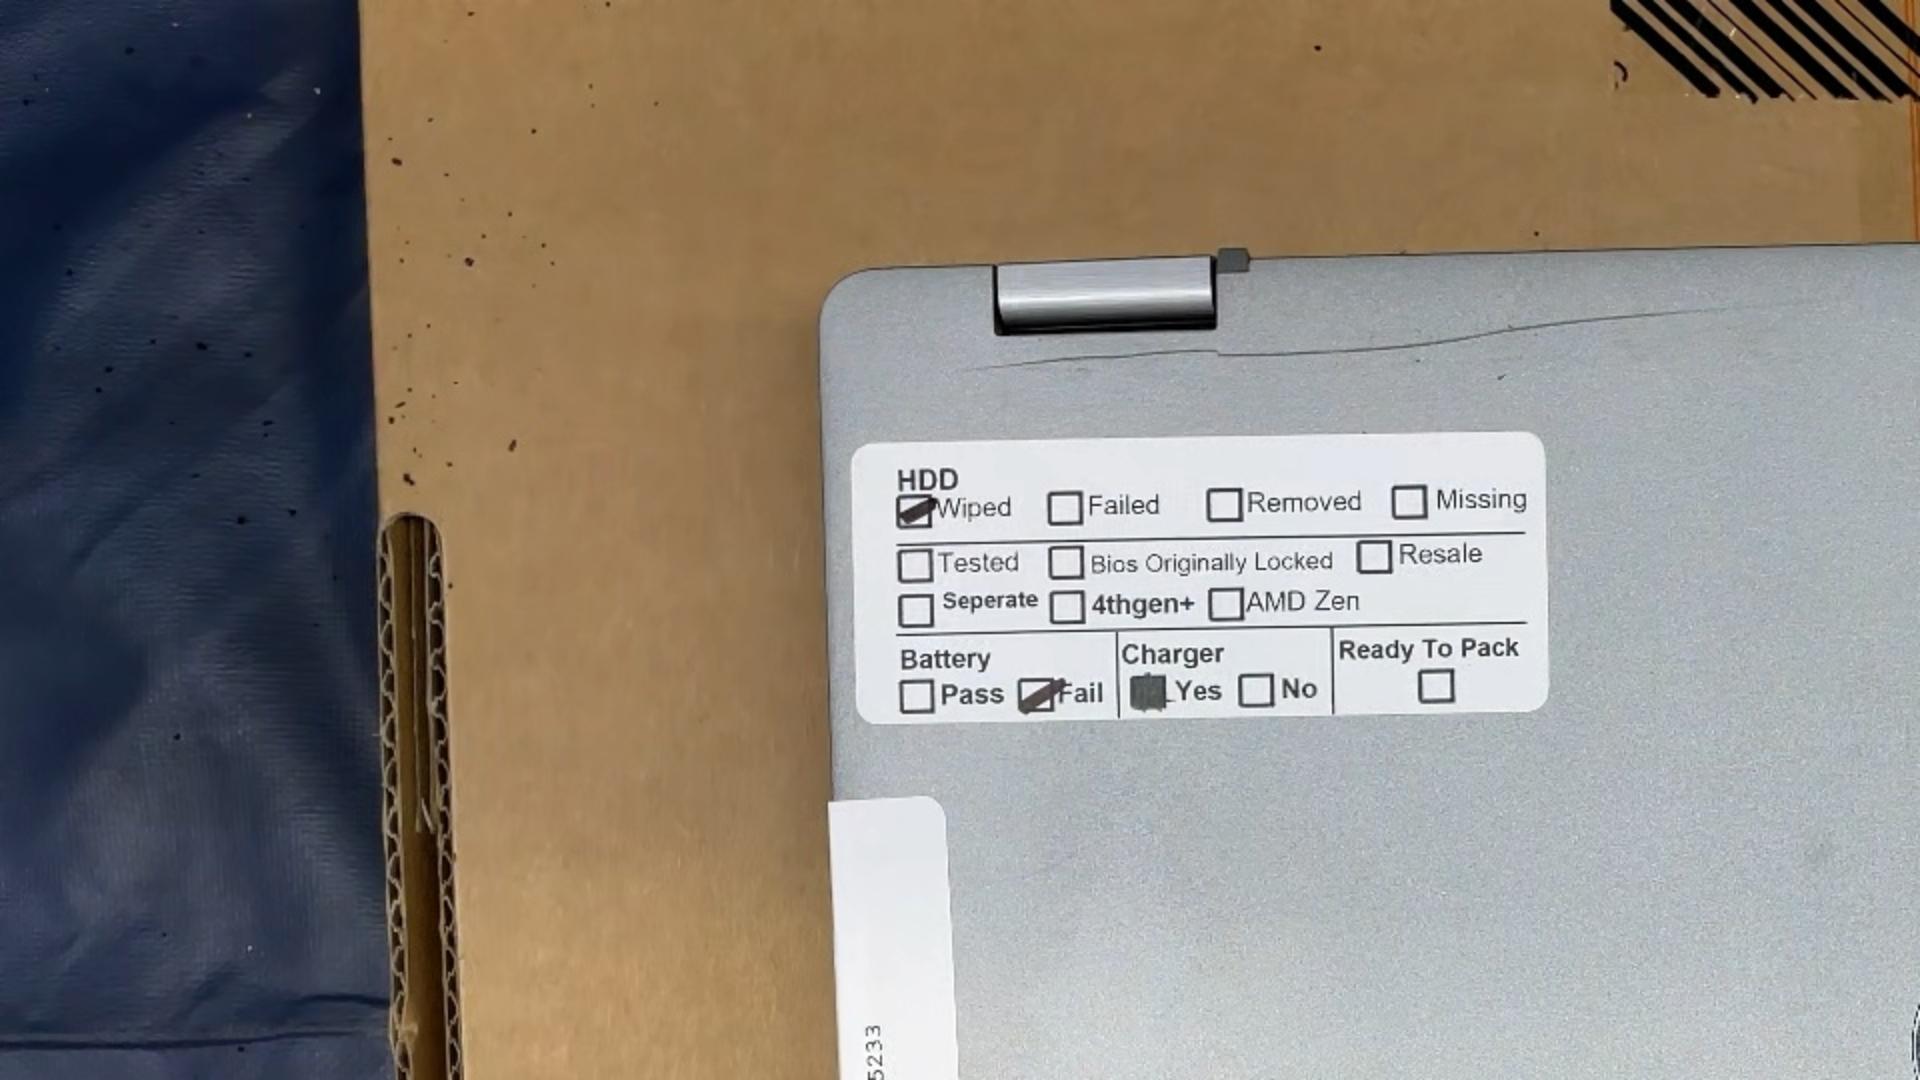 HDD
Wiped Failed Removed Missing
Tested Bios Originally Locked Resale
Seperate 4thgen+ AMD Zen
Battery Charger Ready To Pack
Pass Fail Yes No
5233